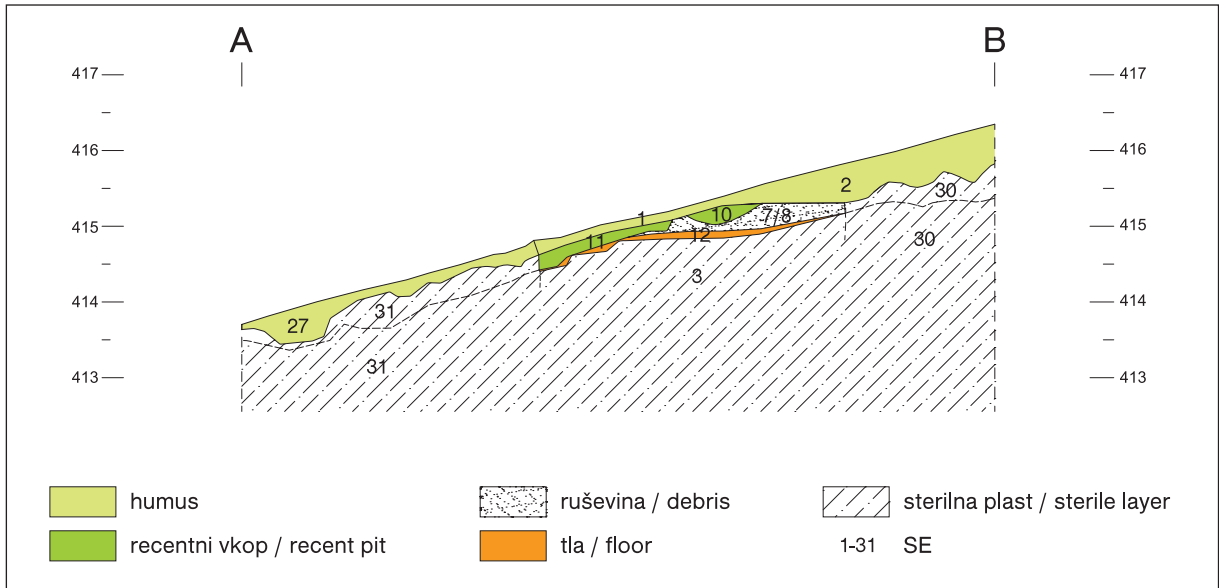 A B
417 417
416 416
415 415
414 414
413 413
2
30
1
10
7/8
11
12
30
3
31
27
31
humus
ruševina / debris
sterilna plast / sterile layer
recentni vkop / recent pit
tla / floor
1-31 SE